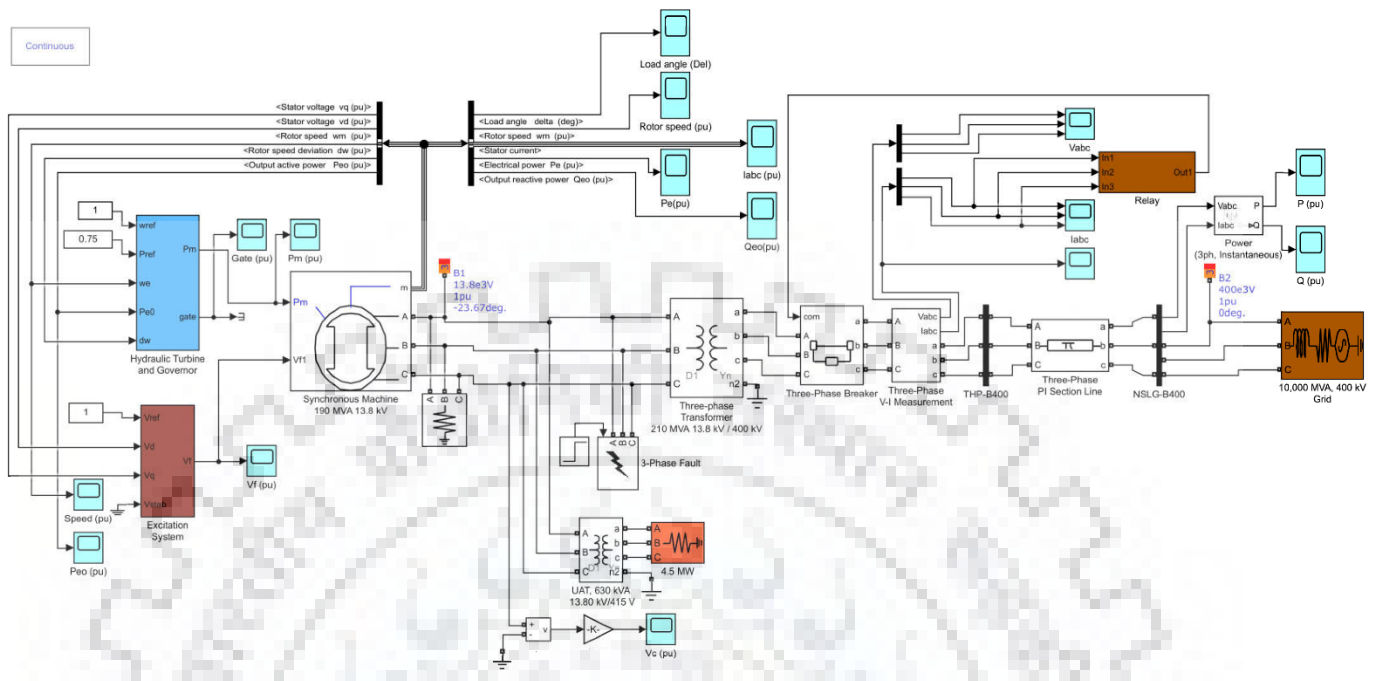 Continuous
Load angle (Del)
Rotor speed (pu)
Iabc (pu)
Pe(pu)
Qeo(pu)
<Stator voltage vq (pu)>
<Stator voltage vd (pu)>
<Rotor speed wm (pu)>
<Rotor speed deviation dw (pu)>
<Output active power Peo (pu)>
<Load angle delta (deg)>
<Rotor speed wm (pu)>
<Stator current>
<Electrical power Pe (pu)>
<Output reactive power Qeo (pu)>
Vabc
Iabc
In1
In2
In3
Out1
Relay
P (pu)
Q (pu)
Vabc
Iabc
P
Q
Power
(3ph, Instantaneous)
1
0.75
wref
Pref
we
Pe0
dw
Pm
gate
Hydraulic Turbine
and Governor
Gate (pu)
Pm (pu)
Pm
Vf1
m
A
B
C
Synchronous Machine
190 MVA 13.8 kV
B1
13.8e3V
1pu
-23.67deg.
A B C
A
B
C
a
b
c
n2
D1
Yn
Three-phase
Transformer
210 MVA 13.8 kV / 400 kV
com
A
B
C
a
b
c
Three-Phase Breaker
A
B
C
Vabc
Iabc
a
b
c
Three-Phase
V-I Measurement
THP-B400
A
B
C
π
a
b
c
Three-Phase
PI Section Line
NSLG-B400
B2
400e3V
1pu
0deg.
A
B
C
10,000 MVA, 400 kV
Grid
A B C
3-Phase Fault
1
Vref
Vd
Vq
Vstab
Vf
Excitation
System
Vf (pu)
Speed (pu)
Peo (pu)
A
B
C
a
b
c
n2
D1
UAT, 630 kVA
13.80 kV/415 V
A
B
C
4.5 MW
+
-
v
-K-
Vc (pu)